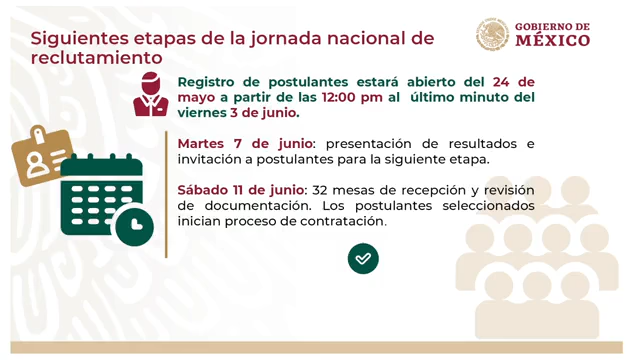 Siguientes etapas de la jornada nacional de
reclutamiento
GOBIERNO DE
MÉXICO
Registro de postulantes estará abierto del 24 de
mayo a partir de las 12:00 pm al último minuto del
viernes 3 de junio.
Martes 7 de junio: presentación de resultados e
invitación a postulantes para la siguiente etapa.
Sábado 11 de junio: 32 mesas de recepción y revisión
de documentación. Los postulantes seleccionados
inician proceso de contratación.